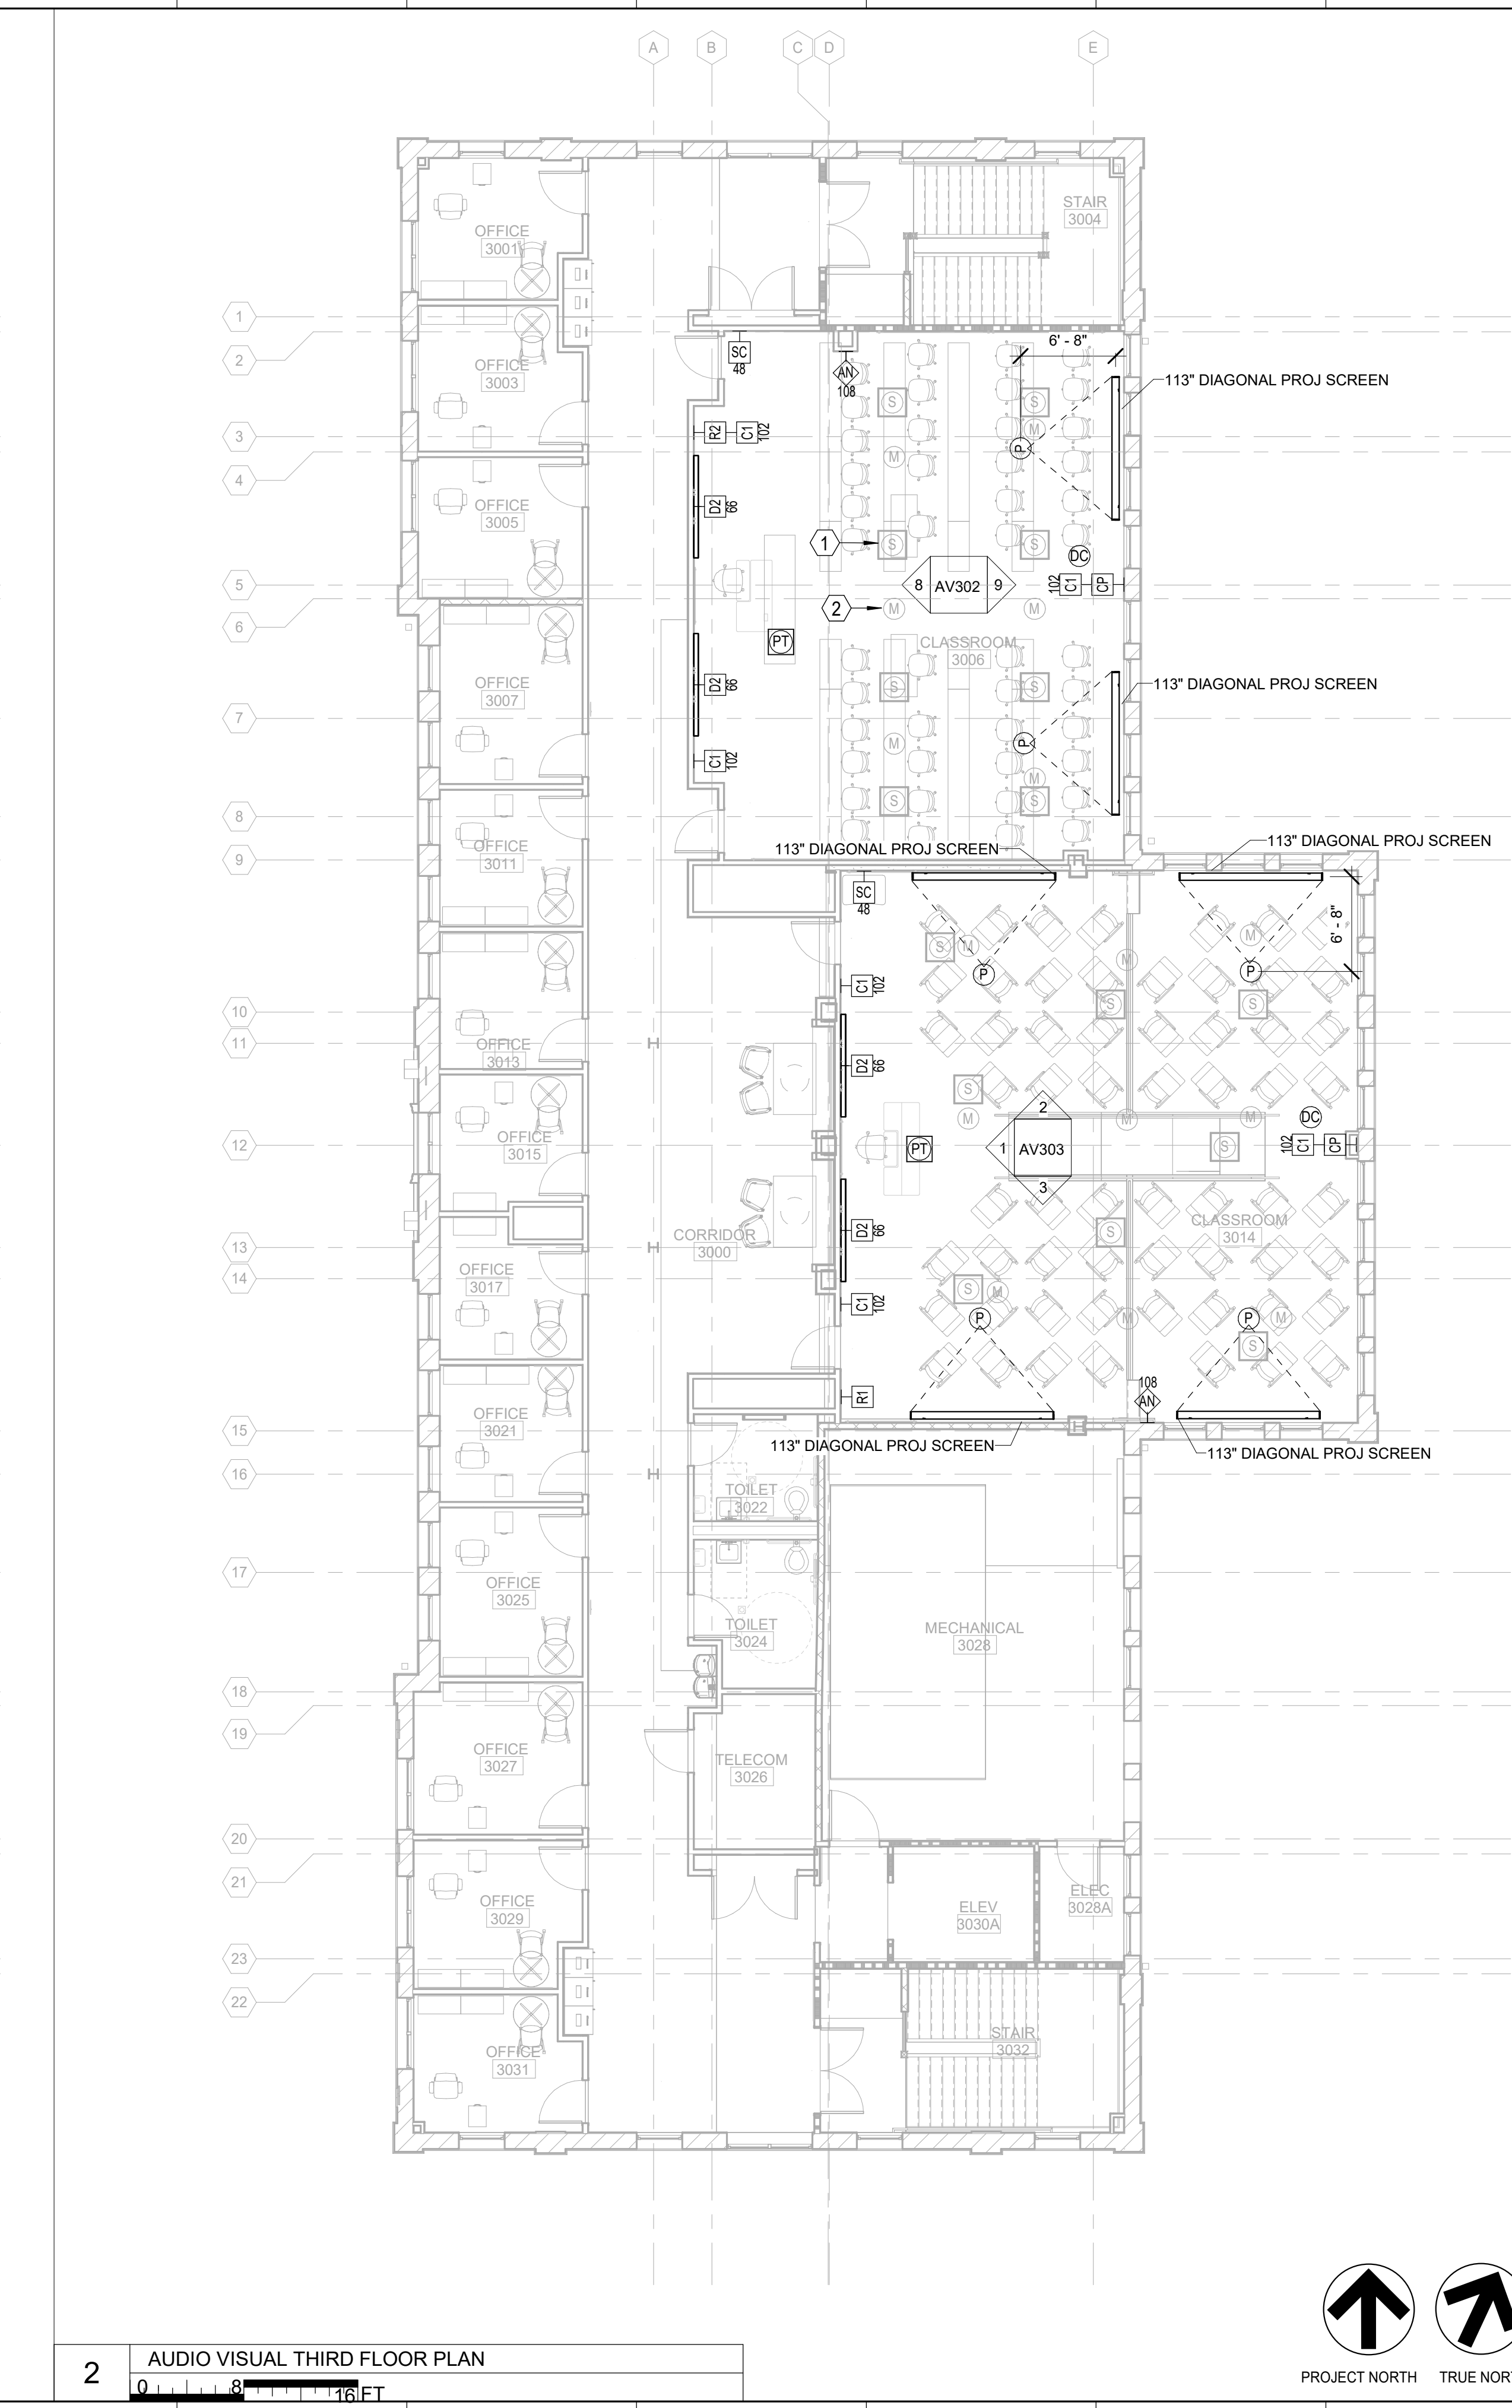 A
B
C
D
E
STAIR
3004
OFFICE
3001
1
2
6' - 8"
SC
48
AN
108
OFFICE
3003
113" DIAGONAL PROJ SCREEN
S
S
3
R2
C1
102
M
P
M
4
OFFICE
3005
D2
66
1
S
S
DC
5
8
AV302
9
102
C1
CP
6
2
M
M
PT
CLASSROOM
3006
OFFICE
3007
D2
66
S
S
113" DIAGONAL PROJ SCREEN
7
M
P
C1
102
M
8
S
S
OFFICE
3011
9
113" DIAGONAL PROJ SCREEN
113" DIAGONAL PROJ SCREEN
SC
48
6' - 8"
S
M
M
M
P
P
C1
102
10
S
S
11
OFFICE
3013
D2
66
S
M
M
M
DC
2
12
OFFICE
3015
PT
1
AV303
S
102
C1
CP
3
13
CORRIDOR
3000
D2
66
S
CLASSROOM
3014
14
OFFICE
3017
S
M
C1
102
P
M
P
M
S
108
AN
R1
15
OFFICE
3021
113" DIAGONAL PROJ SCREEN
113" DIAGONAL PROJ SCREEN
16
TOILET
3022
17
OFFICE
3025
TOILET
3024
MECHANICAL
3028
18
19
OFFICE
3027
TELECOM
3026
20
21
OFFICE
3029
ELEV
3030A
ELEC
3028A
23
22
OFFICE
3031
STAIR
3032
2
AUDIO VISUAL THIRD FLOOR PLAN
0
8
16 FT
PROJECT NORTH
TRUE NOR